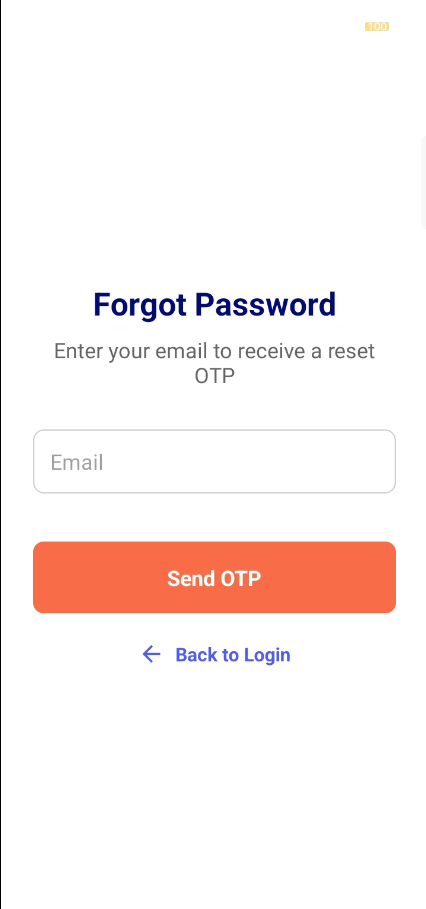 100
Forgot Password
Enter your email to receive a reset
OTP
Email
Send OTP
Back to Login